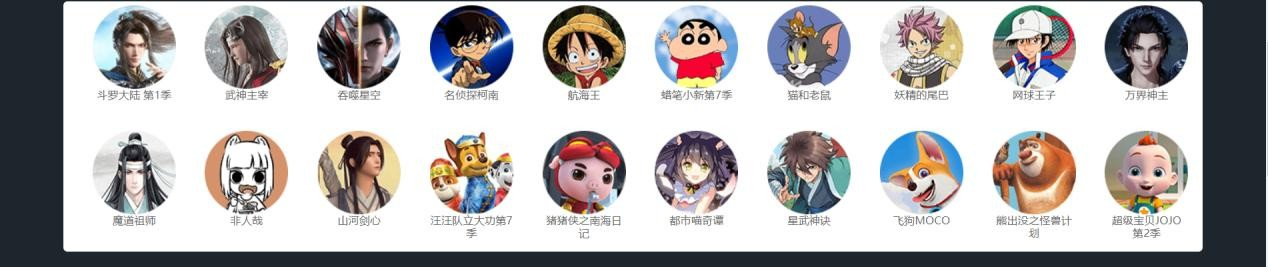 斗罗大陆 第1季
武神主宰
吞噬星空
名侦探柯南
航海王
蜡笔小新第7季
猫和老鼠
妖精的尾巴
网球王子
万界神主
魔道祖师
非人哉
山河剑心
汪汪队立大功第7
季
猪猪侠之南海日
记
都市喵奇谭
星武神诀
飞狗MOCO
熊出没之怪兽计
划
超级宝贝JOJO
第2季